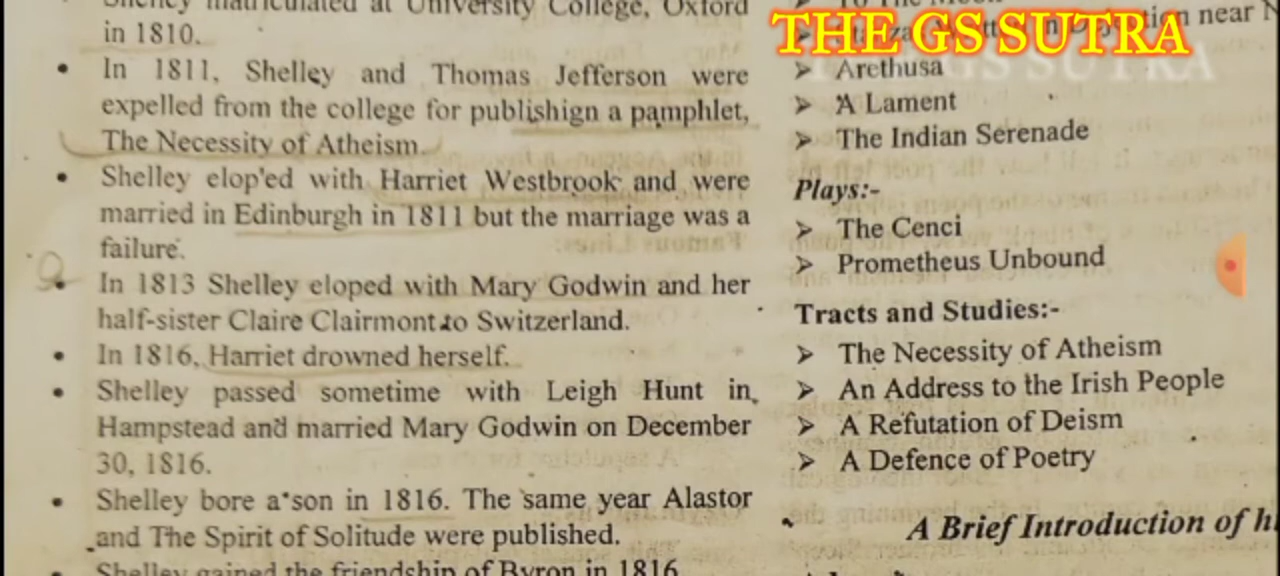 Shelley matriculated at University College, Oxford
in 1810.
• In 1811, Shelley and Thomas Jefferson were
expelled from the college for publishign a pamphlet,
The Necessity of Atheism
• Shelley elop'ed with Harriet Westbrook and were
married in Edinburgh in 1811 but the marriage was a
failure.
• In 1813 Shelley eloped with Mary Godwin and her
half-sister Claire Clairmont to Switzerland.
• In 1816, Harriet drowned herself.
• Shelley passed sometime with Leigh Hunt in
Hampstead and married Mary Godwin on December
30, 1816.
• Shelley bore a son in 1816. The same year Alastor
and The Spirit of Solitude were published.
• Shelley gained the friendship of Byron in 1816
THE GS SUTRA
➢ To The Moon
near
➢ Arethusa
➢ A Lament
➢ The Indian Serenade
Plays:-
➢ The Cenci
➢ Prometheus Unbound
Tracts and Studies:-
➢ The Necessity of Atheism
➢ An Address to the Irish People
➢ A Refutation of Deism
➢ A Defence of Poetry
A Brief Introduction of